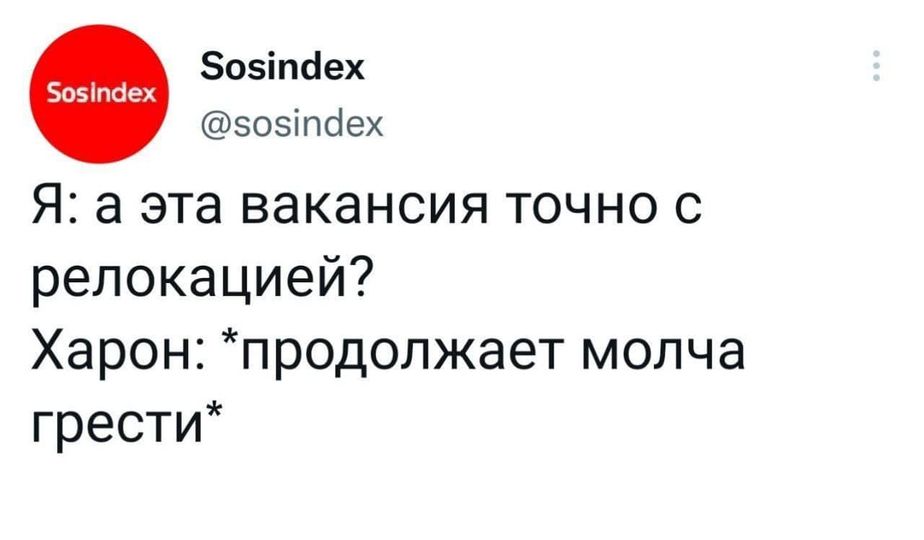 SosIndex
Sosindex
@sosindex
Я: а эта вакансия точно с
релокацией?
Харон: *продолжает молча
грести*